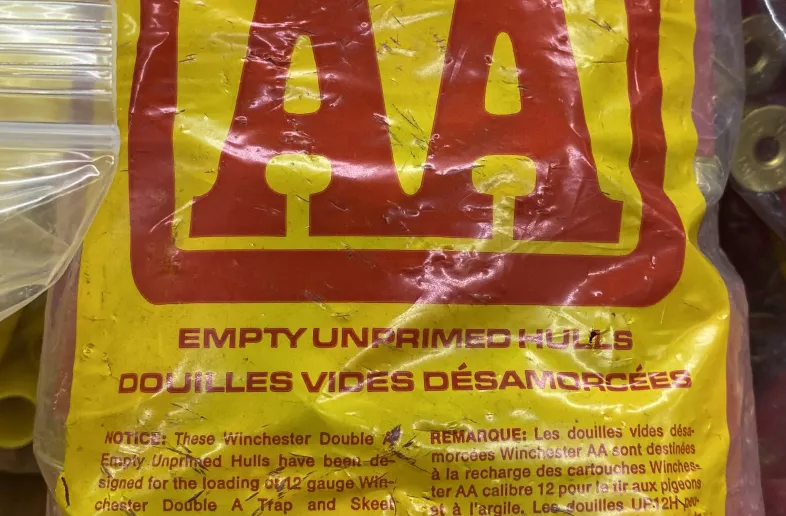 AA
EMPTY UNPRIMED HULLS
DOUILLES VIDES DÉSAMORCÉES
NOTICE: These Winchester Double A
Empty Unprimed Hulls have been de-
signed for the loading of 12 gauge Win-
chester Double A Trap and Skeet
REMARQUE: Les douilles vides désa-
morcées Winchester AA sont destinées
à la recharge des cartouches Winches-
ter AA calibre 12 pour le tir aux pigeons
et à l'argile. Les douilles UP12H